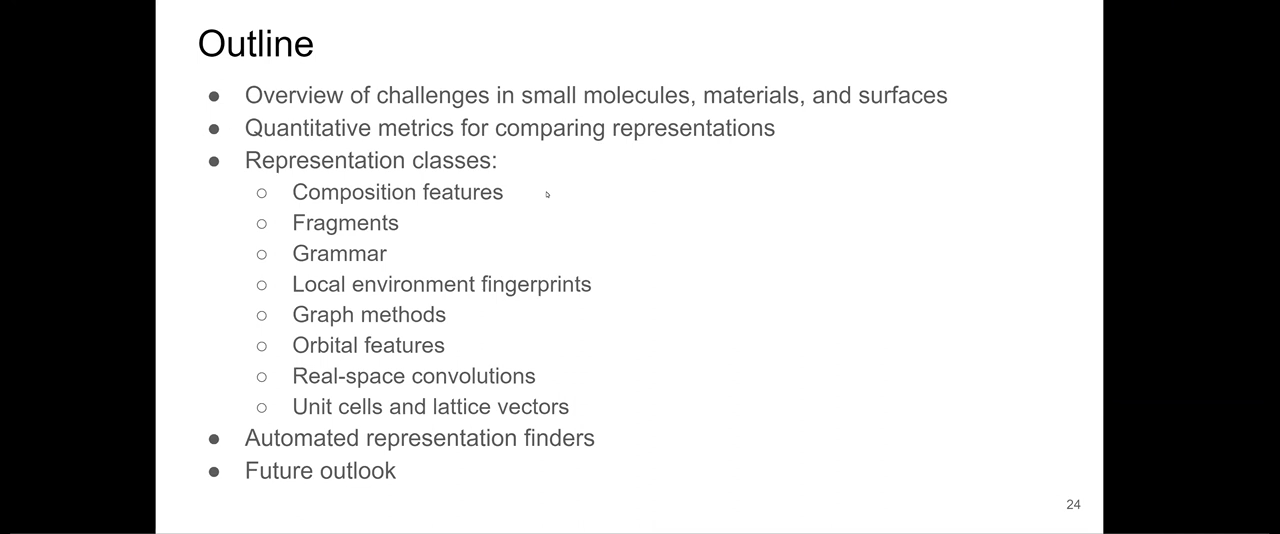 Outline
● Overview of challenges in small molecules, materials, and surfaces
● Quantitative metrics for comparing representations
● Representation classes:
○ Composition features
○ Fragments
○ Grammar
○ Local environment fingerprints
○ Graph methods
○ Orbital features
○ Real-space convolutions
○ Unit cells and lattice vectors
● Automated representation finders
● Future outlook
24